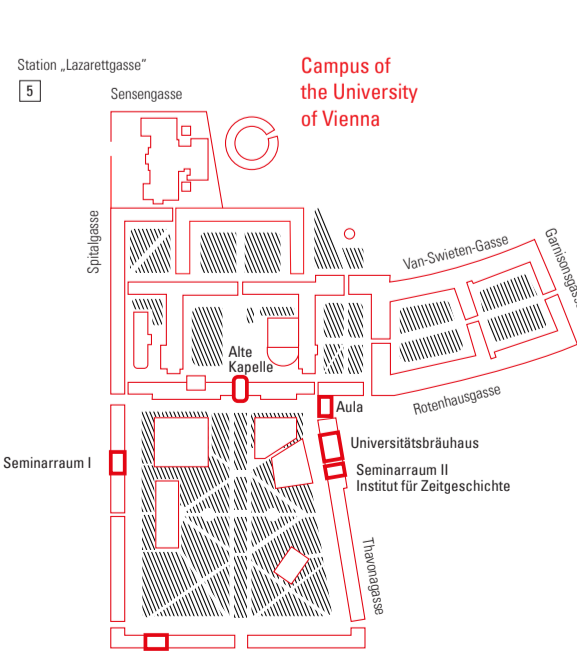 Station „Lazarettgasse“
5
Campus of
the University
of Vienna
Sensengasse
Spitalgasse
Van-Swieten-Gasse
Garnisonsgasse
Alte
Kapelle
Rotenhausgasse
Aula
Universitätsbräuhaus
Seminarraum I
Seminarraum II
Institut für Zeitgeschichte
Thavonagasse